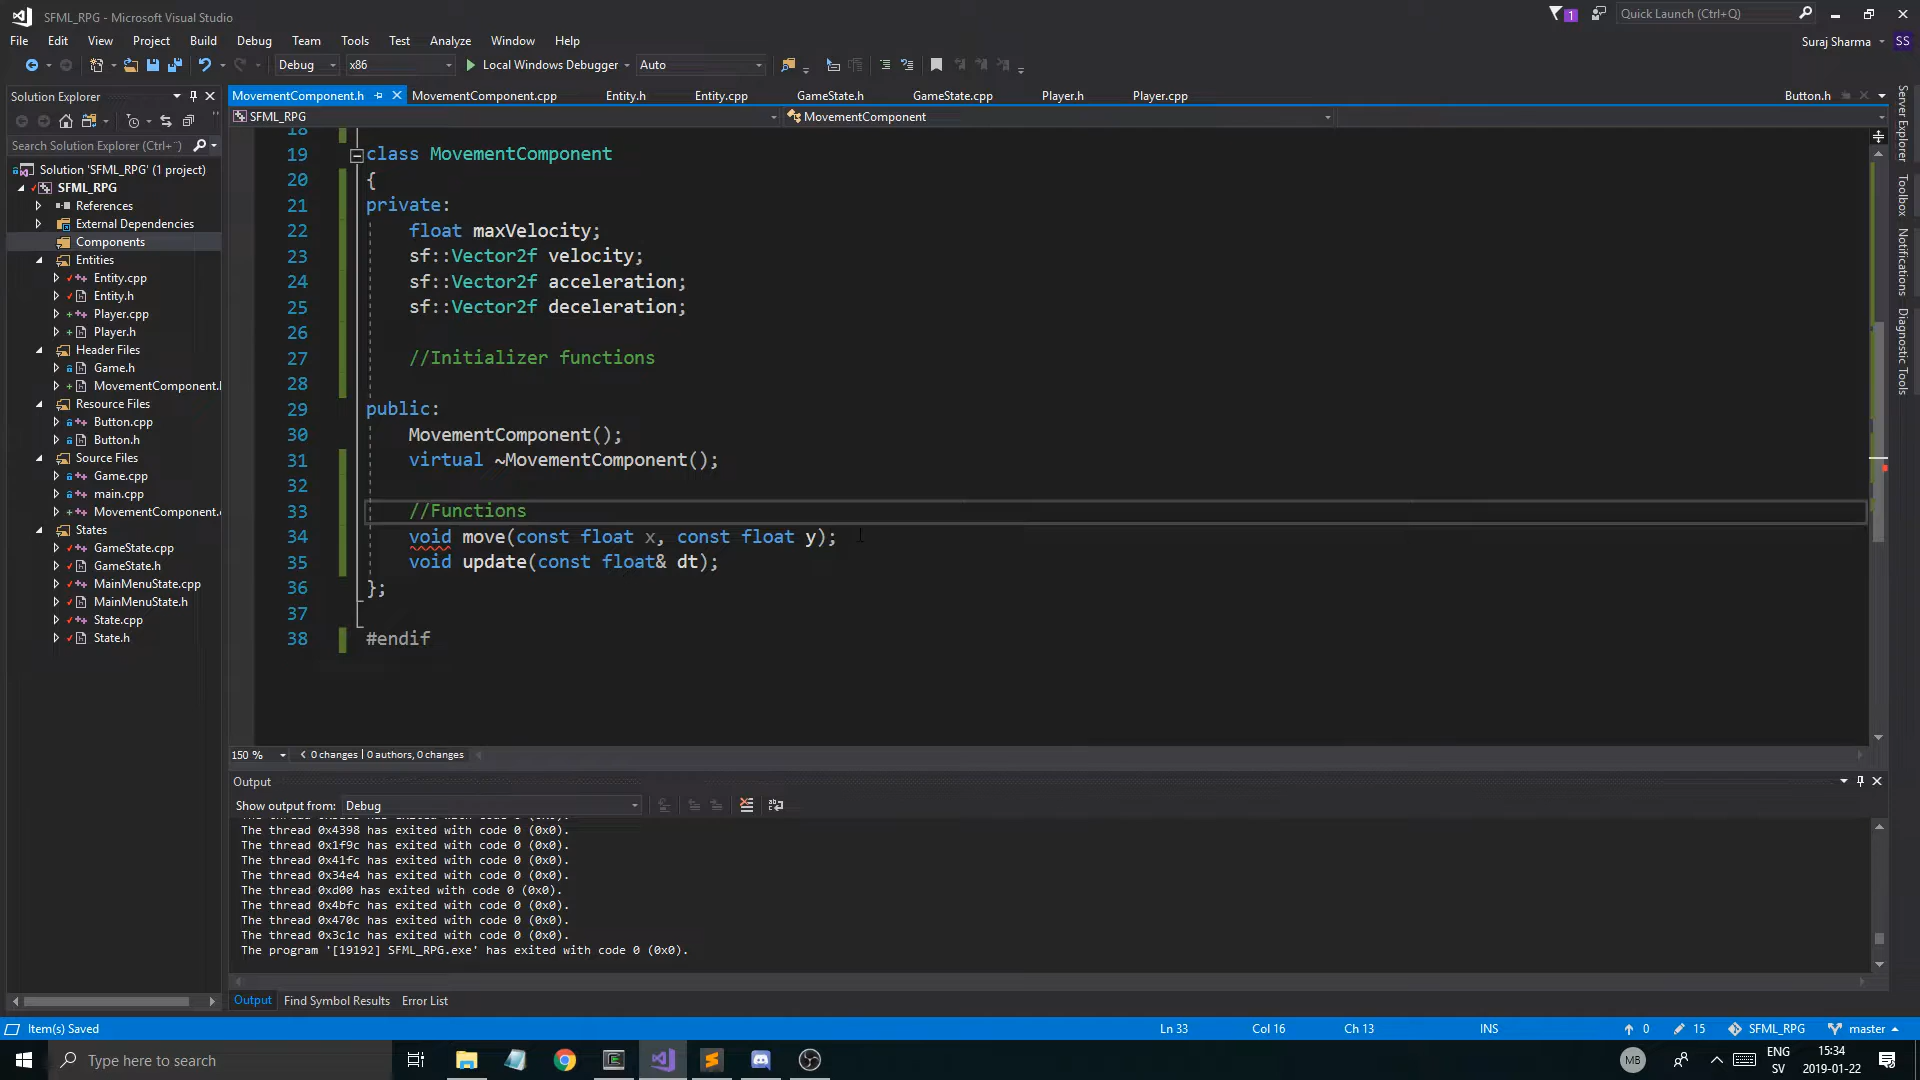 SFML_RPG - Microsoft Visual Studio
1
Quick Launch (Ctrl+Q)
File Edit View Project Build Debug Team Tools Test Analyze Window Help
Suraj Sharma
SS
Debug x86 Local Windows Debugger Auto
Solution Explorer
MovementComponent.h MovementComponent.cpp Entity.h Entity.cpp GameState.h GameState.cpp Player.h Player.cpp Button.h
SFML_RPG MovementComponent
Search Solution Explorer (Ctrl+¨)
Solution 'SFML_RPG' (1 project)
SFML_RPG
References
External Dependencies
Components
Entities
Entity.cpp
Entity.h
Player.cpp
Player.h
Header Files
Game.h
MovementComponent.
Resource Files
Button.cpp
Button.h
Source Files
Game.cpp
main.cpp
MovementComponent.
States
GameState.cpp
GameState.h
MainMenuState.cpp
MainMenuState.h
State.cpp
State.h
18
19 class MovementComponent
20 {
21 private:
22 float maxVelocity;
23 sf::Vector2f velocity;
24 sf::Vector2f acceleration;
25 sf::Vector2f deceleration;
26
27 //Initializer functions
28
29 public:
30 MovementComponent();
31 virtual ~MovementComponent();
32
33 //Functions
34 void move(const float x, const float y);
35 void update(const float& dt);
36 };
37
38 #endif
Server Explorer
Toolbox
Notifications
Diagnostic Tools
150 % 0 changes | 0 authors, 0 changes
Output
Show output from: Debug
The thread 0x4398 has exited with code 0 (0x0).
The thread 0x1f9c has exited with code 0 (0x0).
The thread 0x41fc has exited with code 0 (0x0).
The thread 0x34e4 has exited with code 0 (0x0).
The thread 0xd00 has exited with code 0 (0x0).
The thread 0x4bfc has exited with code 0 (0x0).
The thread 0x470c has exited with code 0 (0x0).
The thread 0x3c1c has exited with code 0 (0x0).
The program '[19192] SFML_RPG.exe' has exited with code 0 (0x0).
Output Find Symbol Results Error List
Item(s) Saved Ln 33 Col 16 Ch 13 INS 0 15 SFML_RPG master
Type here to search
MB
ENG
SV
15:34
2019-01-22